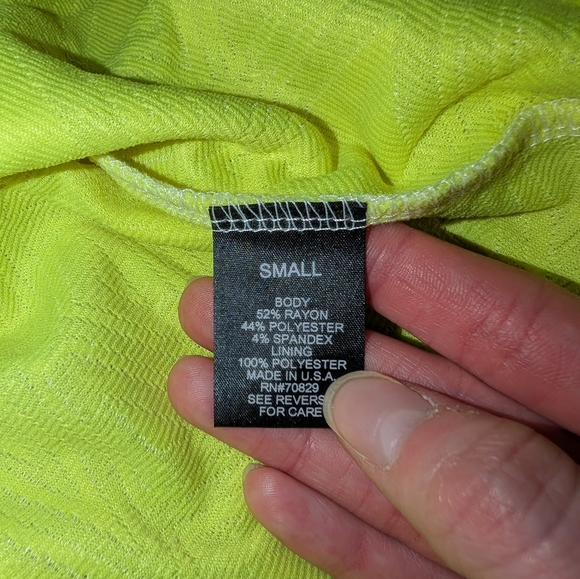 SMALL
BODY
52% RAYON
44% POLYESTER
4% SPANDEX
LINING
100% POLYESTER
MADE IN U.S.A.
RN#70829
SEE REVERS
FOR CARE